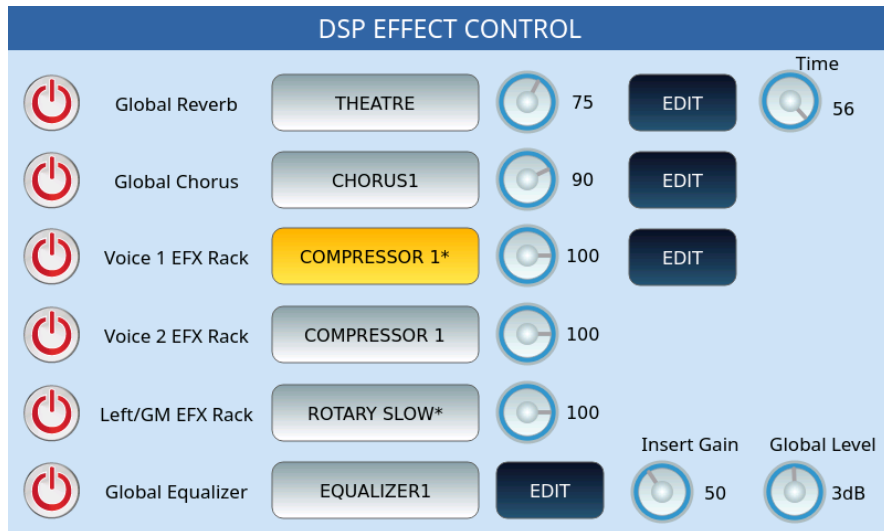 DSP EFFECT CONTROL
Time
Global Reverb THEATRE 75 EDIT 56
Global Chorus CHORUS1 90 EDIT
Voice 1 EFX Rack COMPRESSOR 1* 100 EDIT
Voice 2 EFX Rack COMPRESSOR 1 100
Left/GM EFX Rack ROTARY SLOW* 100
Insert Gain Global Level
Global Equalizer EQUALIZER1 EDIT 50 3dB